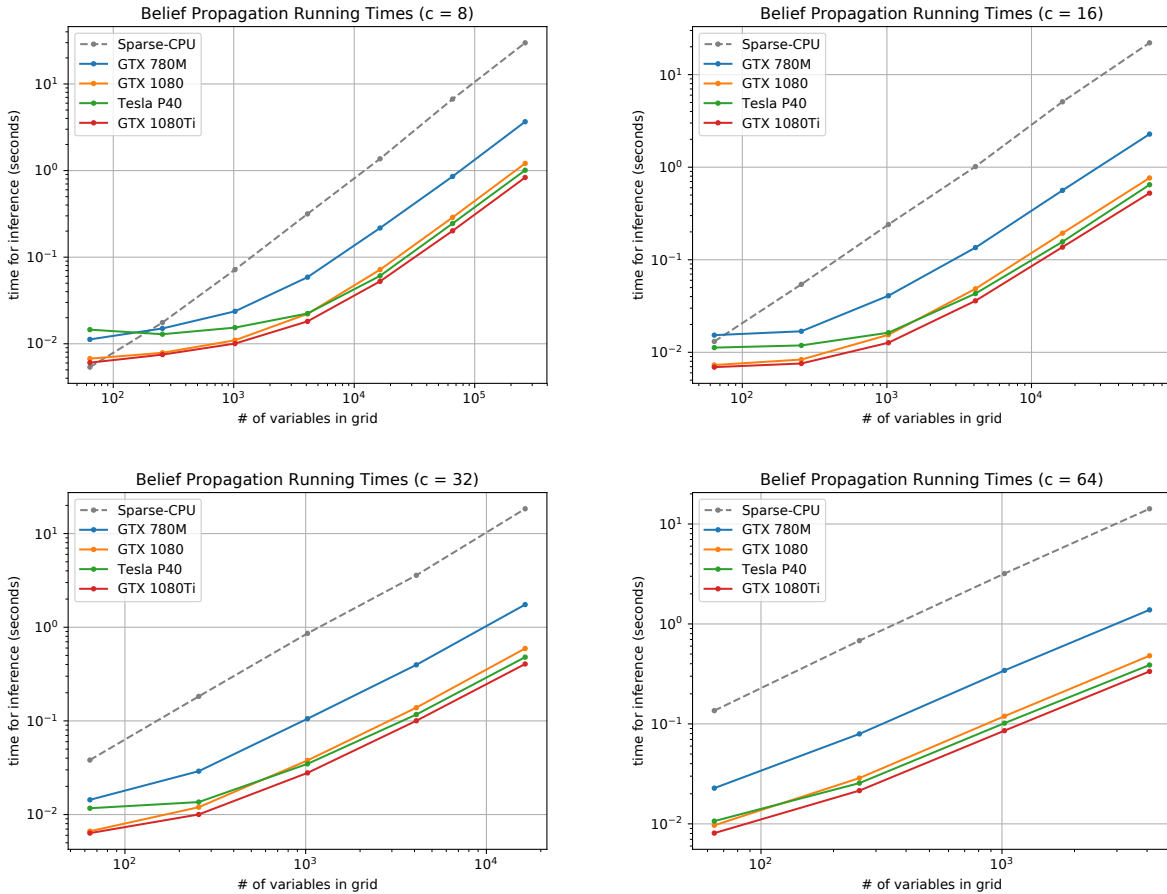 Belief Propagation Running Times (c = 8)
Sparse-CPU
GTX 780M
GTX 1080
Tesla P40
GTX 1080Ti
time for inference (seconds)
10^1
10^0
10^-1
10^-2
10^2
10^3
10^4
10^5
# of variables in grid
Belief Propagation Running Times (c = 16)
Sparse-CPU
GTX 780M
GTX 1080
Tesla P40
GTX 1080Ti
time for inference (seconds)
10^1
10^0
10^-1
10^-2
10^2
10^3
10^4
# of variables in grid
Belief Propagation Running Times (c = 32)
Sparse-CPU
GTX 780M
GTX 1080
Tesla P40
GTX 1080Ti
time for inference (seconds)
10^1
10^0
10^-1
10^-2
10^2
10^3
10^4
# of variables in grid
Belief Propagation Running Times (c = 64)
Sparse-CPU
GTX 780M
GTX 1080
Tesla P40
GTX 1080Ti
time for inference (seconds)
10^1
10^0
10^-1
10^-2
10^2
10^3
# of variables in grid